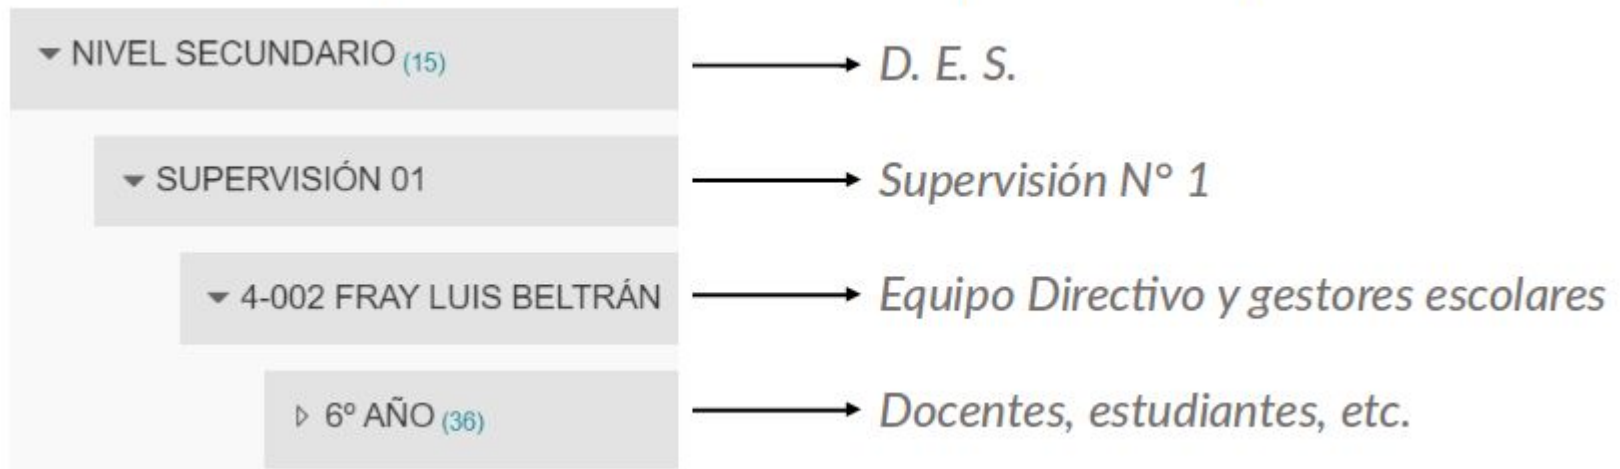 NIVEL SECUNDARIO (15)
D. E. S.
SUPERVISIÓN 01
Supervisión N° 1
4-002 FRAY LUIS BELTRÁN
Equipo Directivo y gestores escolares
6º AÑO (36)
Docentes, estudiantes, etc.